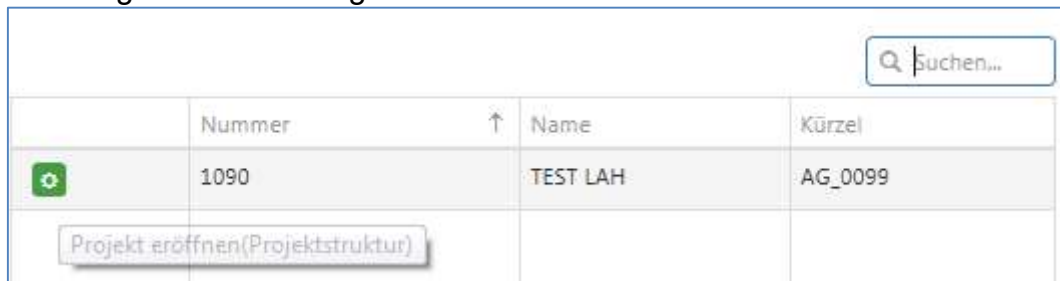 Suchen...
Nummer ↑ Name Kürzel
1090 TEST LAH AG_0099
Projekt eröffnen(Projektstruktur)